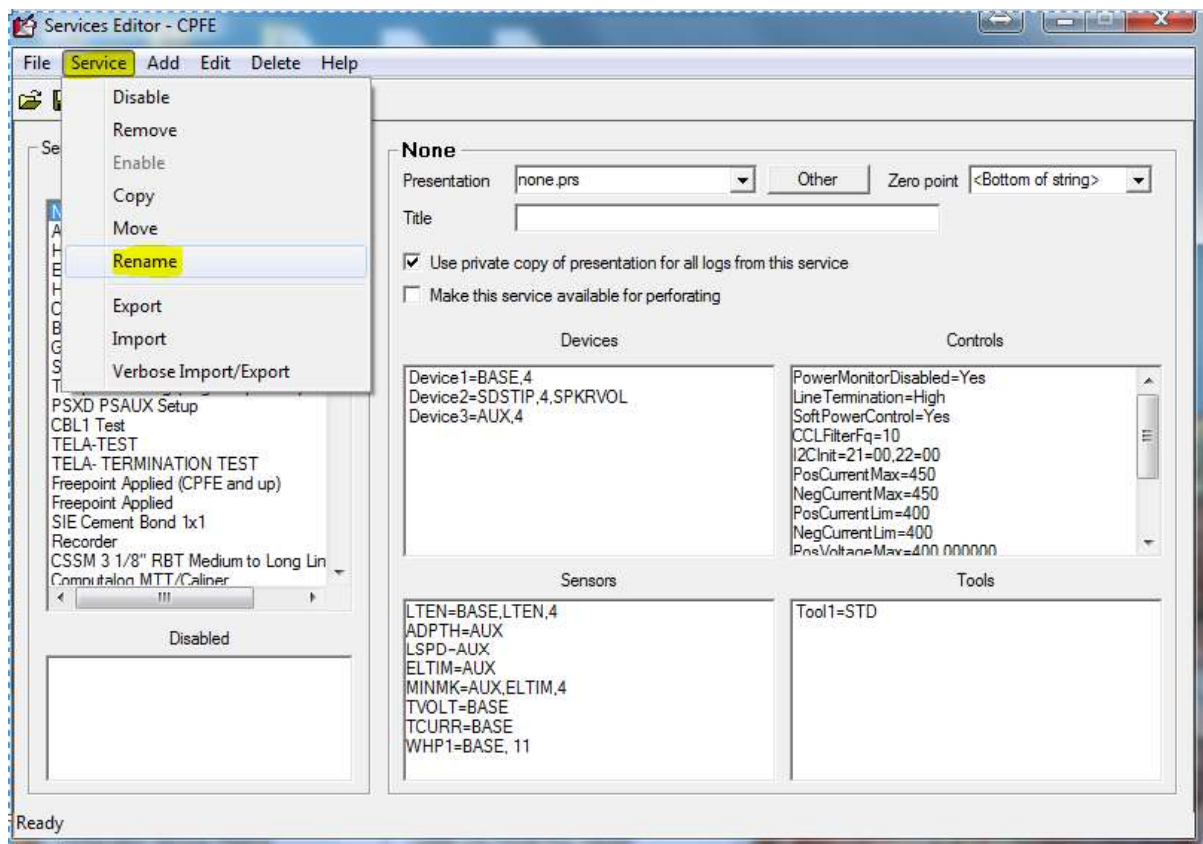 Services Editor - CPFE
File Service Add Edit Delete Help
Disable
Remove
Enable
Copy
Move
Rename
Export
Import
Verbose Import/Export
Se
N
A
H
E
H
C
B
G
S
T
PSXD PSAUX Setup
CBL1 Test
TELA-TEST
TELA- TERMINATION TEST
Freepoint Applied (CPFE and up)
Freepoint Applied
SIE Cement Bond 1x1
Recorder
CSSM 3 1/8" RBT Medium to Long Lin
Computalog MTT/Caliper
Disabled
None
Presentation none.prs Other Zero point <Bottom of string>
Title
Use private copy of presentation for all logs from this service
Make this service available for perforating
Devices
Device1=BASE,4
Device2=SDSTIP,4,SPKRVOL
Device3=AUX,4
Controls
PowerMonitorDisabled=Yes
LineTermination=High
SoftPowerControl=Yes
CCLFilterFq=10
I2CInit=21=00,22=00
PosCurrentMax=450
NegCurrentMax=450
PosCurrentLim=400
NegCurrentLim=400
PosVoltageMax=400.000000
Sensors
LTEN=BASE,LTEN,4
ADPTH=AUX
LSPD=AUX
ELTIM=AUX
MINMK=AUX,ELTIM,4
TVOLT=BASE
TCURR=BASE
WHP1=BASE, 11
Tools
Tool1=STD
Ready